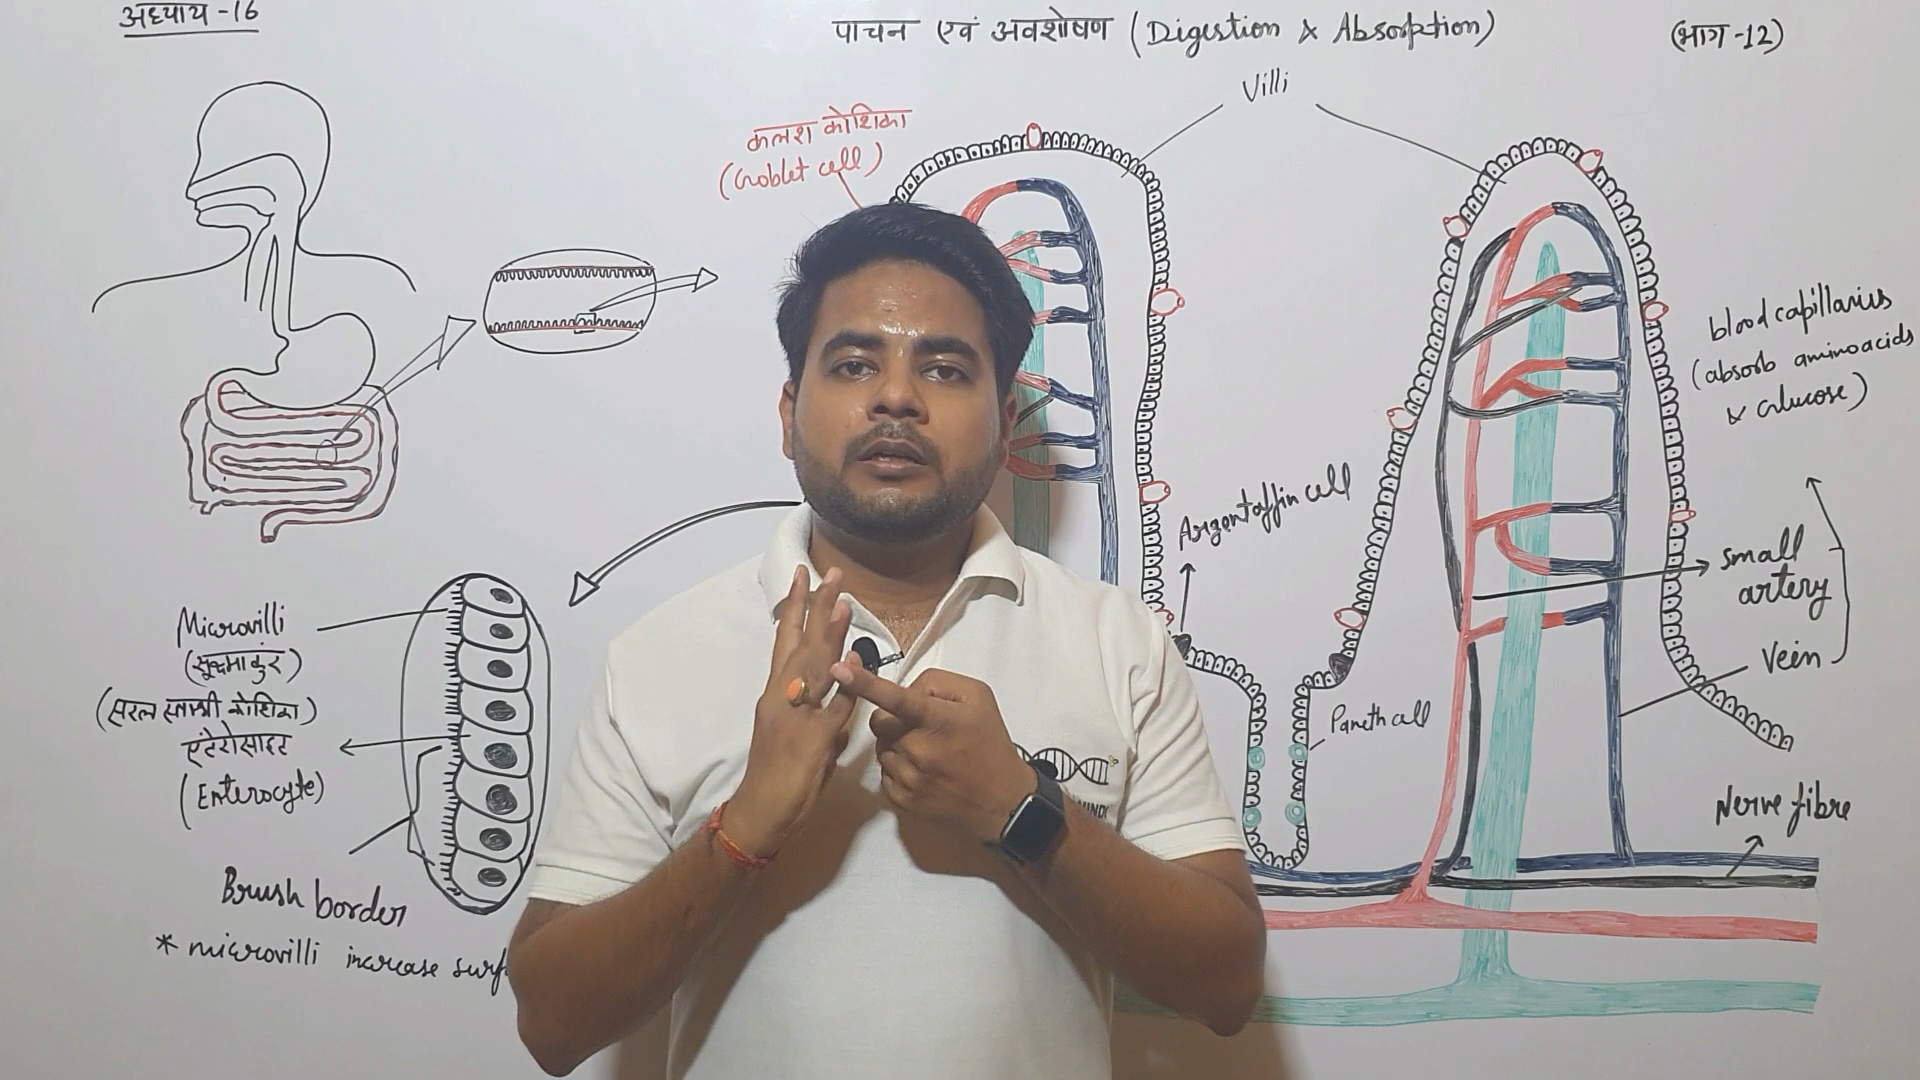 अध्याय -16
पाचन एवं अवशोषण (Digestion & Absorption)
(भाग -12)
Villi
कलश कोशिका
(Goblet cell)
blood capillaries
(absorb aminoacids
& Glucose)
Argentaffin cell
small
artery
Vein
Microvilli
(सूक्ष्मांकुर)
(सरल स्तम्भी कोशिका)
एंटेरोसाइट
(Enterocyte)
Paneth cell
Nerve fibre
Brush border
* microvilli increase